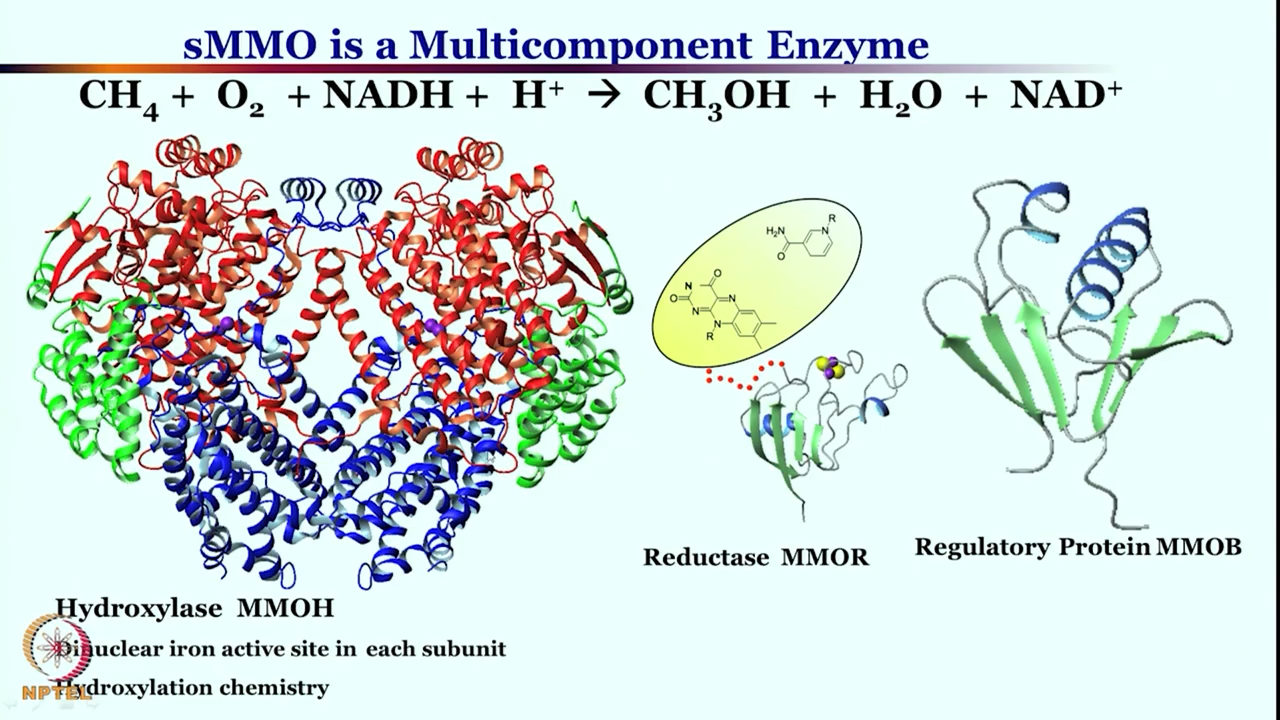 sMMO is a Multicomponent Enzyme
CH₄ + O₂ + NADH + H⁺ → CH₃OH + H₂O + NAD⁺
R
H₂N
N
O
O
N
N
O
N
N
R
Reductase MMOR
Regulatory Protein MMOB
Hydroxylase MMOH
Dinuclear iron active site in each subunit
Hydroxylation chemistry
NPTEL